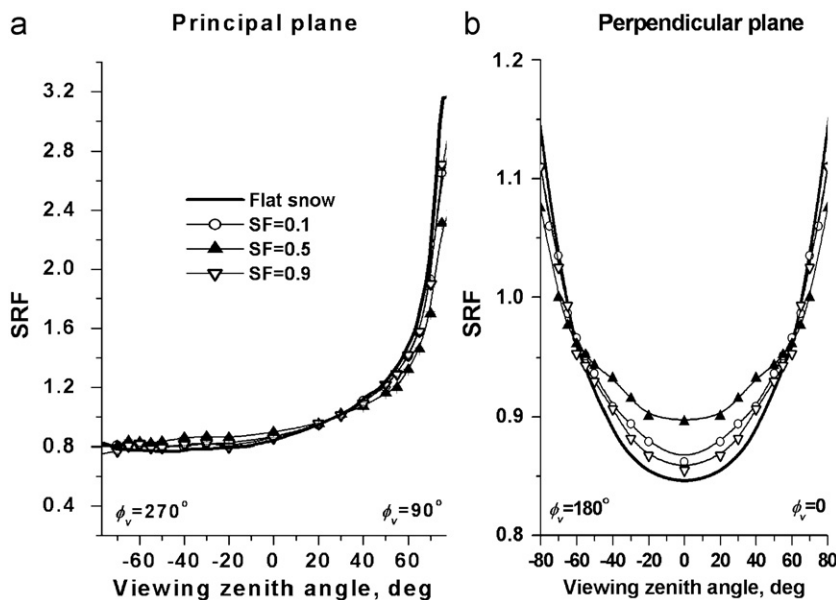 a
Principal plane
3.2
2.8
2.4
2.0
1.6
1.2
0.8
0.4
SRF
Flat snow
SF=0.1
SF=0.5
SF=0.9
ϕv=270°
ϕv=90°
-60 -40 -20 0 20 40 60
Viewing zenith angle, deg
b
Perpendicular plane
1.2
1.1
1.0
0.9
0.8
SRF
ϕv=180°
ϕv=0
-80 -60 -40 -20 0 20 40 60 80
Viewing zenith angle, deg